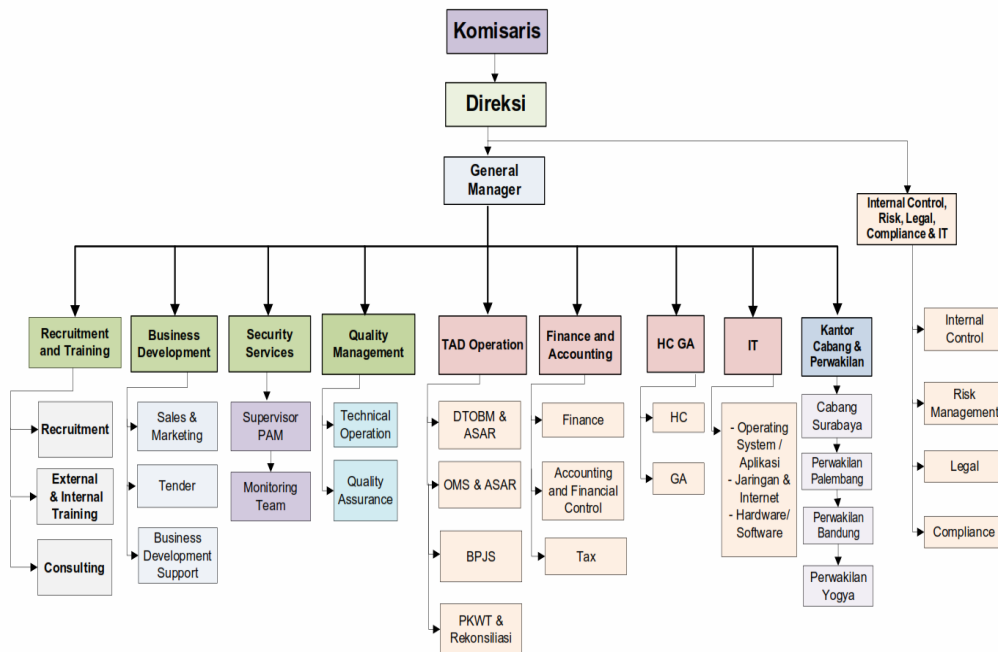 Komisaris
Direksi
General
Manager
Internal Control,
Risk, Legal,
Compliance & IT
Recruitment
and Training
Business
Development
Security
Services
Quality
Management
TAD Operation
Finance and
Accounting
HC GA
IT
Kantor
Cabang &
Perwakilan
Recruitment
External
& Internal
Training
Consulting
Sales &
Marketing
Tender
Business
Development
Support
Supervisor
PAM
Monitoring
Team
Technical
Operation
Quality
Assurance
DTOBM &
ASAR
OMS & ASAR
BPJS
PKWT &
Rekonsiliasi
Finance
Accounting
and Financial
Control
Tax
HC
GA
- Operating
System /
Aplikasi
- Jaringan &
Internet
- Hardware/
Software
Cabang
Surabaya
Perwakilan
Palembang
Perwakilan
Bandung
Perwakilan
Yogya
Internal
Control
Risk
Management
Legal
Compliance